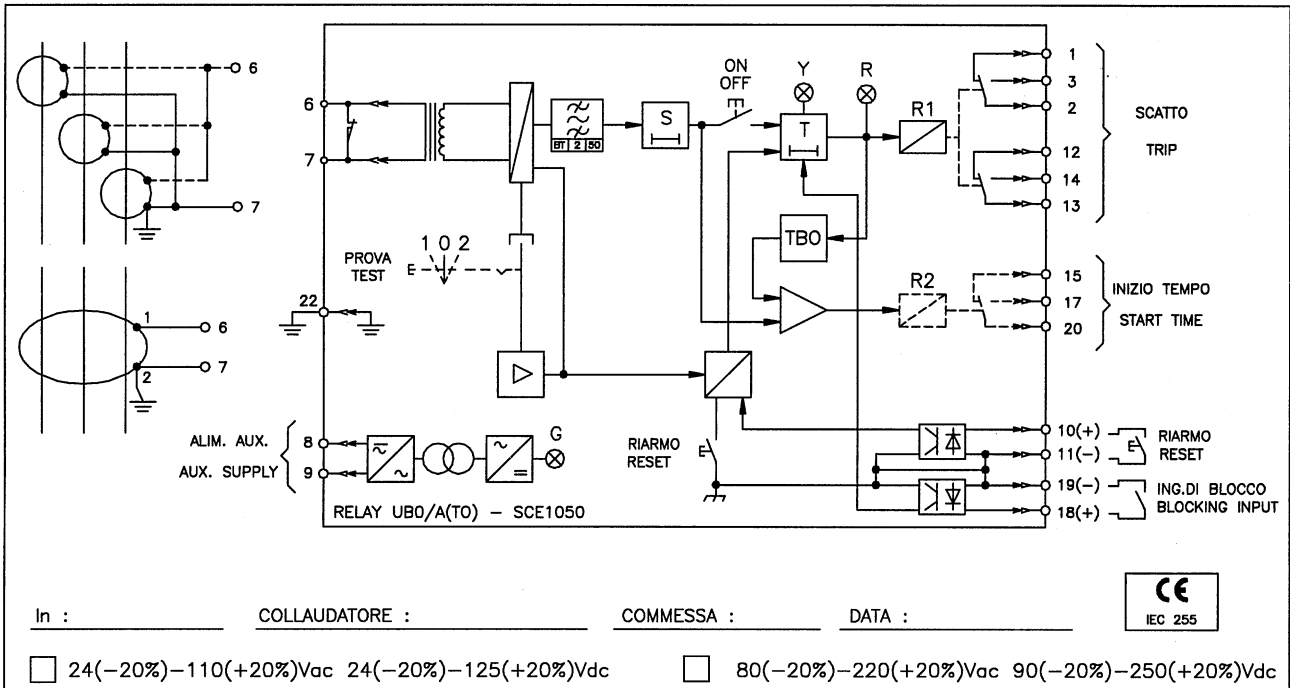 6
7
1
6
7
2
6
7
BT 2 50
S
ON
OFF
Y
T
R
R1
1
3
2
12
14
13
SCATTO
TRIP
TBO
R2
15
17
20
INIZIO TEMPO
START TIME
PROVA
TEST
1 0 2
22
ALIM. AUX.
AUX. SUPPLY
8
9
G
RIARMO
RESET
10(+)
11(-)
RIARMO
RESET
19(-)
18(+)
ING.DI BLOCCO
BLOCKING INPUT
RELAY UB0/A(TO) - SCE1050
In :
COLLAUDATORE :
COMMESSA :
DATA :
CE
IEC 255
24(-20%)-110(+20%)Vac 24(-20%)-125(+20%)Vdc
80(-20%)-220(+20%)Vac 90(-20%)-250(+20%)Vdc